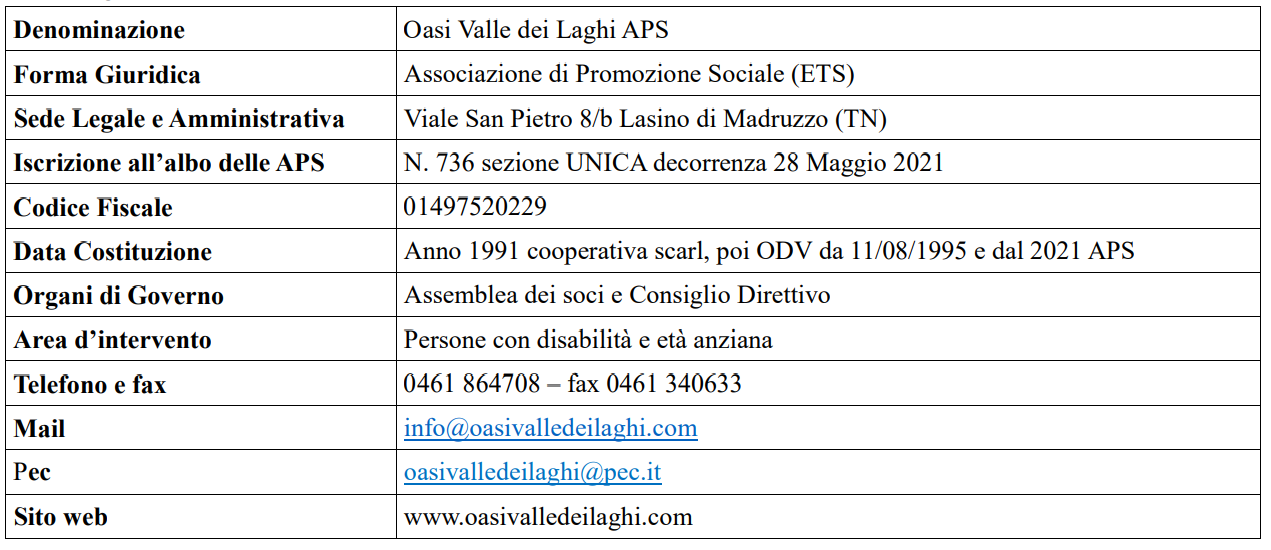 Denominazione Oasi Valle dei Laghi APS
Forma Giuridica Associazione di Promozione Sociale (ETS)
Sede Legale e Amministrativa Viale San Pietro 8/b Lasino di Madruzzo (TN)
Iscrizione all’albo delle APS N. 736 sezione UNICA decorrenza 28 Maggio 2021
Codice Fiscale 01497520229
Data Costituzione Anno 1991 cooperativa scarl, poi ODV da 11/08/1995 e dal 2021 APS
Organi di Governo Assemblea dei soci e Consiglio Direttivo
Area d’intervento Persone con disabilità e età anziana
Telefono e fax 0461 864708 – fax 0461 340633
Mail info@oasivalledeilaghi.com
Pec oasivalledeilaghi@pec.it
Sito web www.oasivalledeilaghi.com